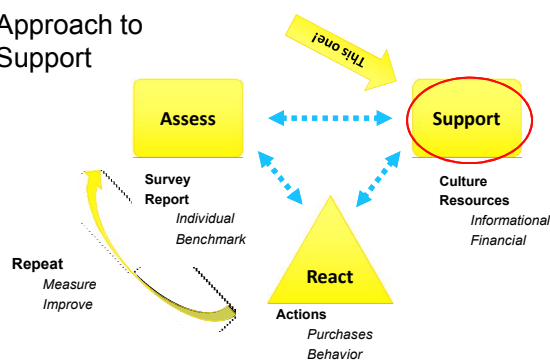 Approach to
Support
This one!
Assess
Support
Survey
Report
Individual
Benchmark
Culture
Resources
Informational
Financial
Repeat
Measure
Improve
React
Actions
Purchases
Behavior